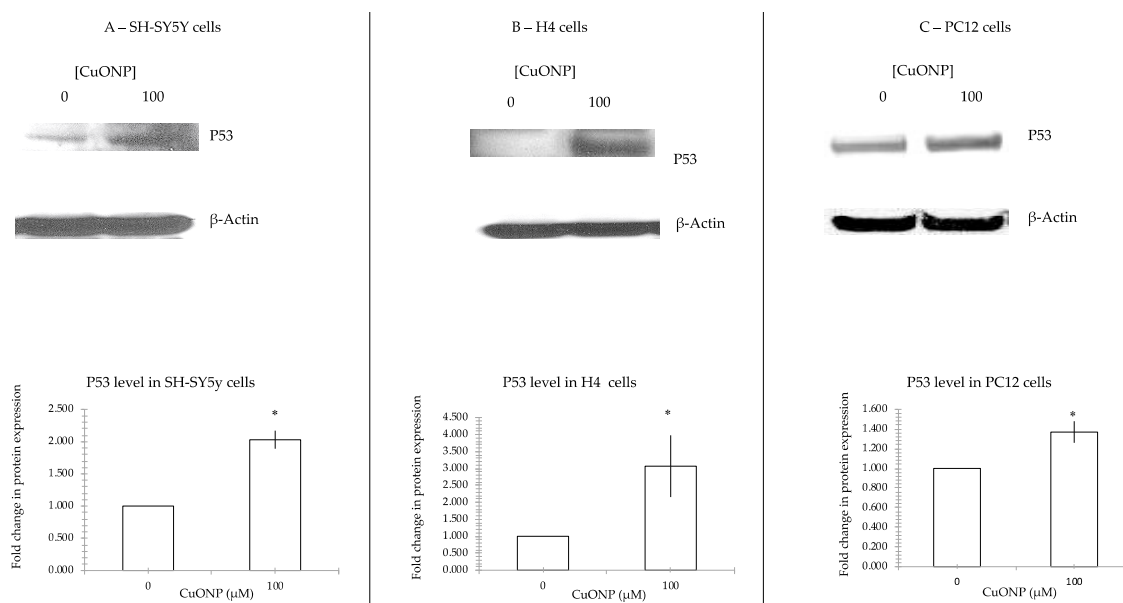 A – SH-SY5Y cells
[CuONP]
0 100
P53
β-Actin
P53 level in SH-SY5y cells
Fold change in protein expression
2.500
2.000
1.500
1.000
0.500
0.000
*
0 100
CuONP (µM)
B – H4 cells
[CuONP]
0 100
P53
β-Actin
P53 level in H4 cells
Fold change in protein expression
4.500
4.000
3.500
3.000
2.500
2.000
1.500
1.000
0.500
0.000
*
0 100
CuONP (µM)
C – PC12 cells
[CuONP]
0 100
P53
β-Actin
P53 level in PC12 cells
Fold change in protein expression
1.600
1.400
1.200
1.000
0.800
0.600
0.400
0.200
0.000
*
0 100
CuONP (µM)